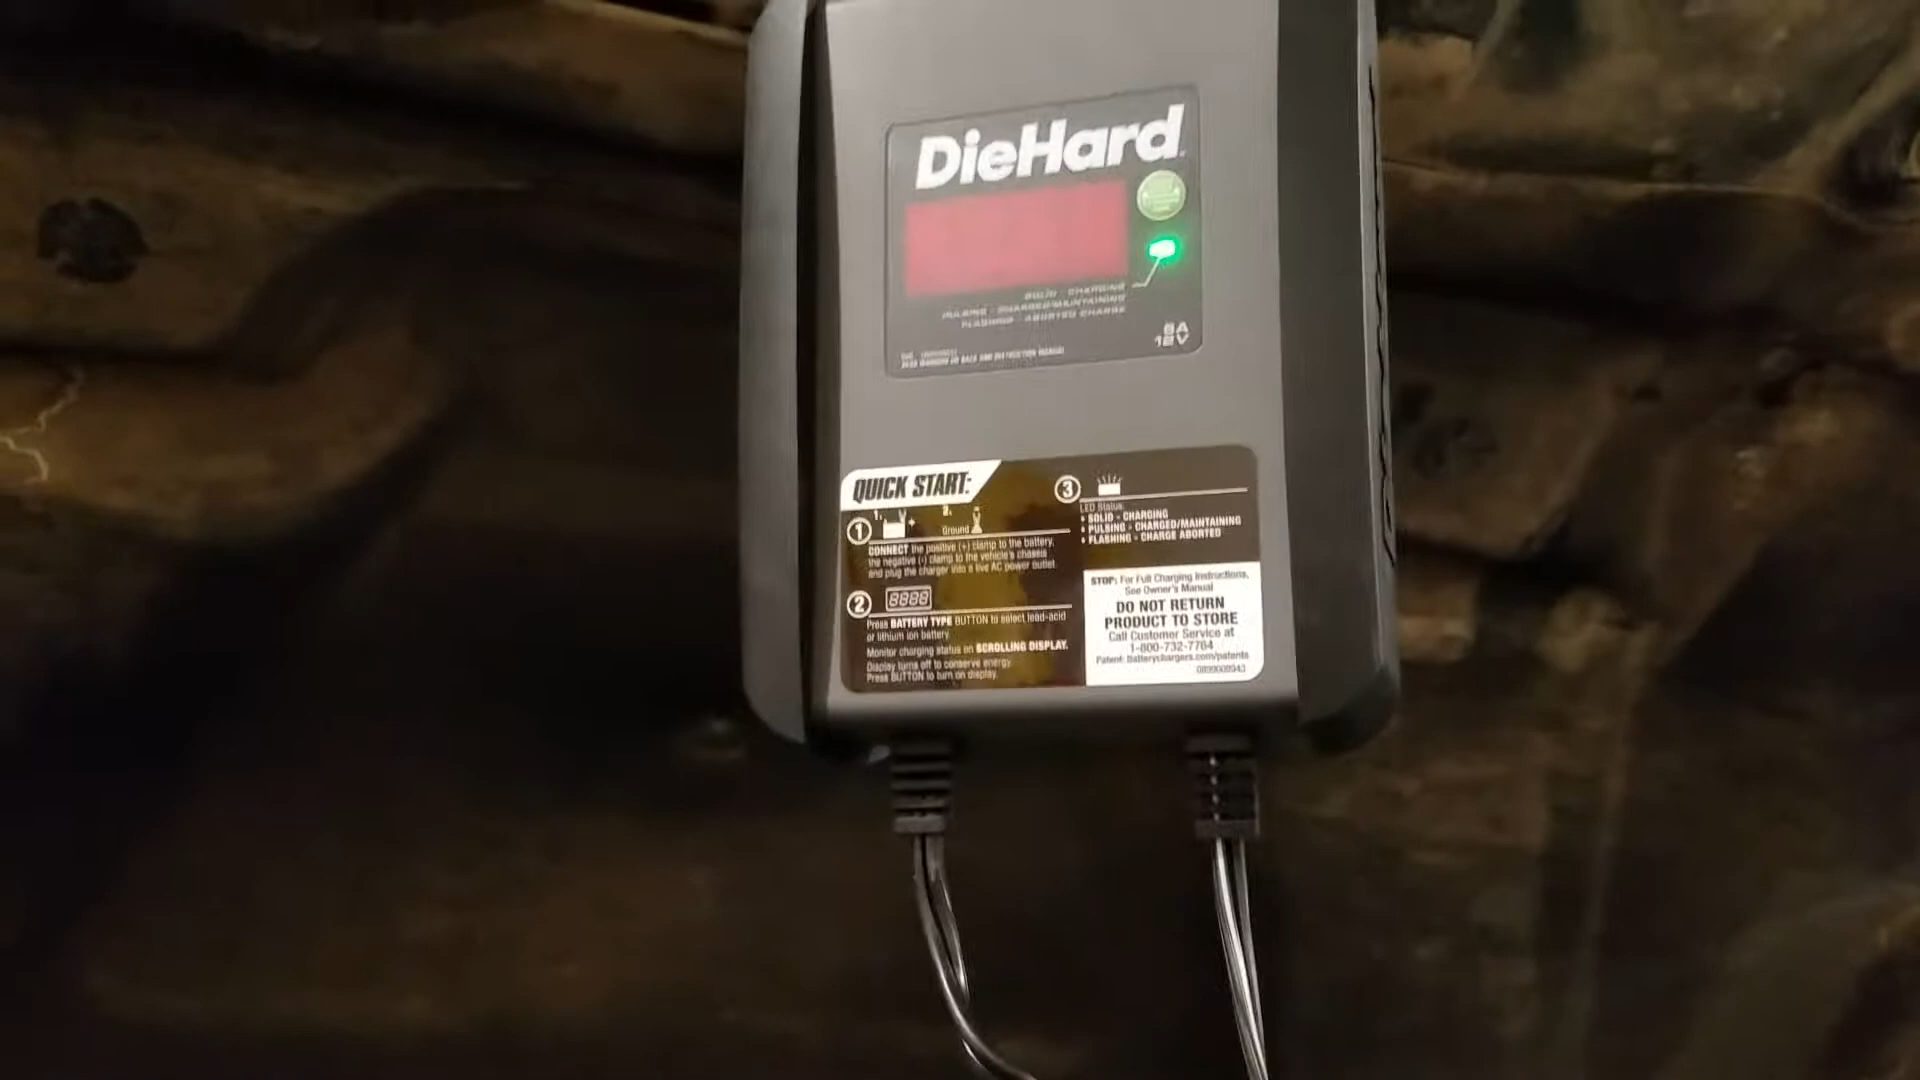 DieHard
SOLID - CHARGING
PULSING - CHARGED/MAINTAINING
FLASHING - ABORTED CHARGE
12V
QUICK START:
1
1.
2.
+
Ground
CONNECT the positive (+) clamp to the battery,
the negative (-) clamp to the vehicle's chassis
and plug the charger into a live AC power outlet.
2
8888
Press BATTERY TYPE BUTTON to select lead-acid
or lithium ion battery.
Monitor charging status on SCROLLING DISPLAY.
Display turns off to conserve energy.
Press BUTTON to turn on display.
3
LED Status
• SOLID - CHARGING
• PULSING - CHARGED/MAINTAINING
• FLASHING - CHARGE ABORTED
STOP: For Full Charging Instructions,
See Owner's Manual
DO NOT RETURN
PRODUCT TO STORE
Call Customer Service at
1-800-732-7764
Patent: Batterychargers.com/patents